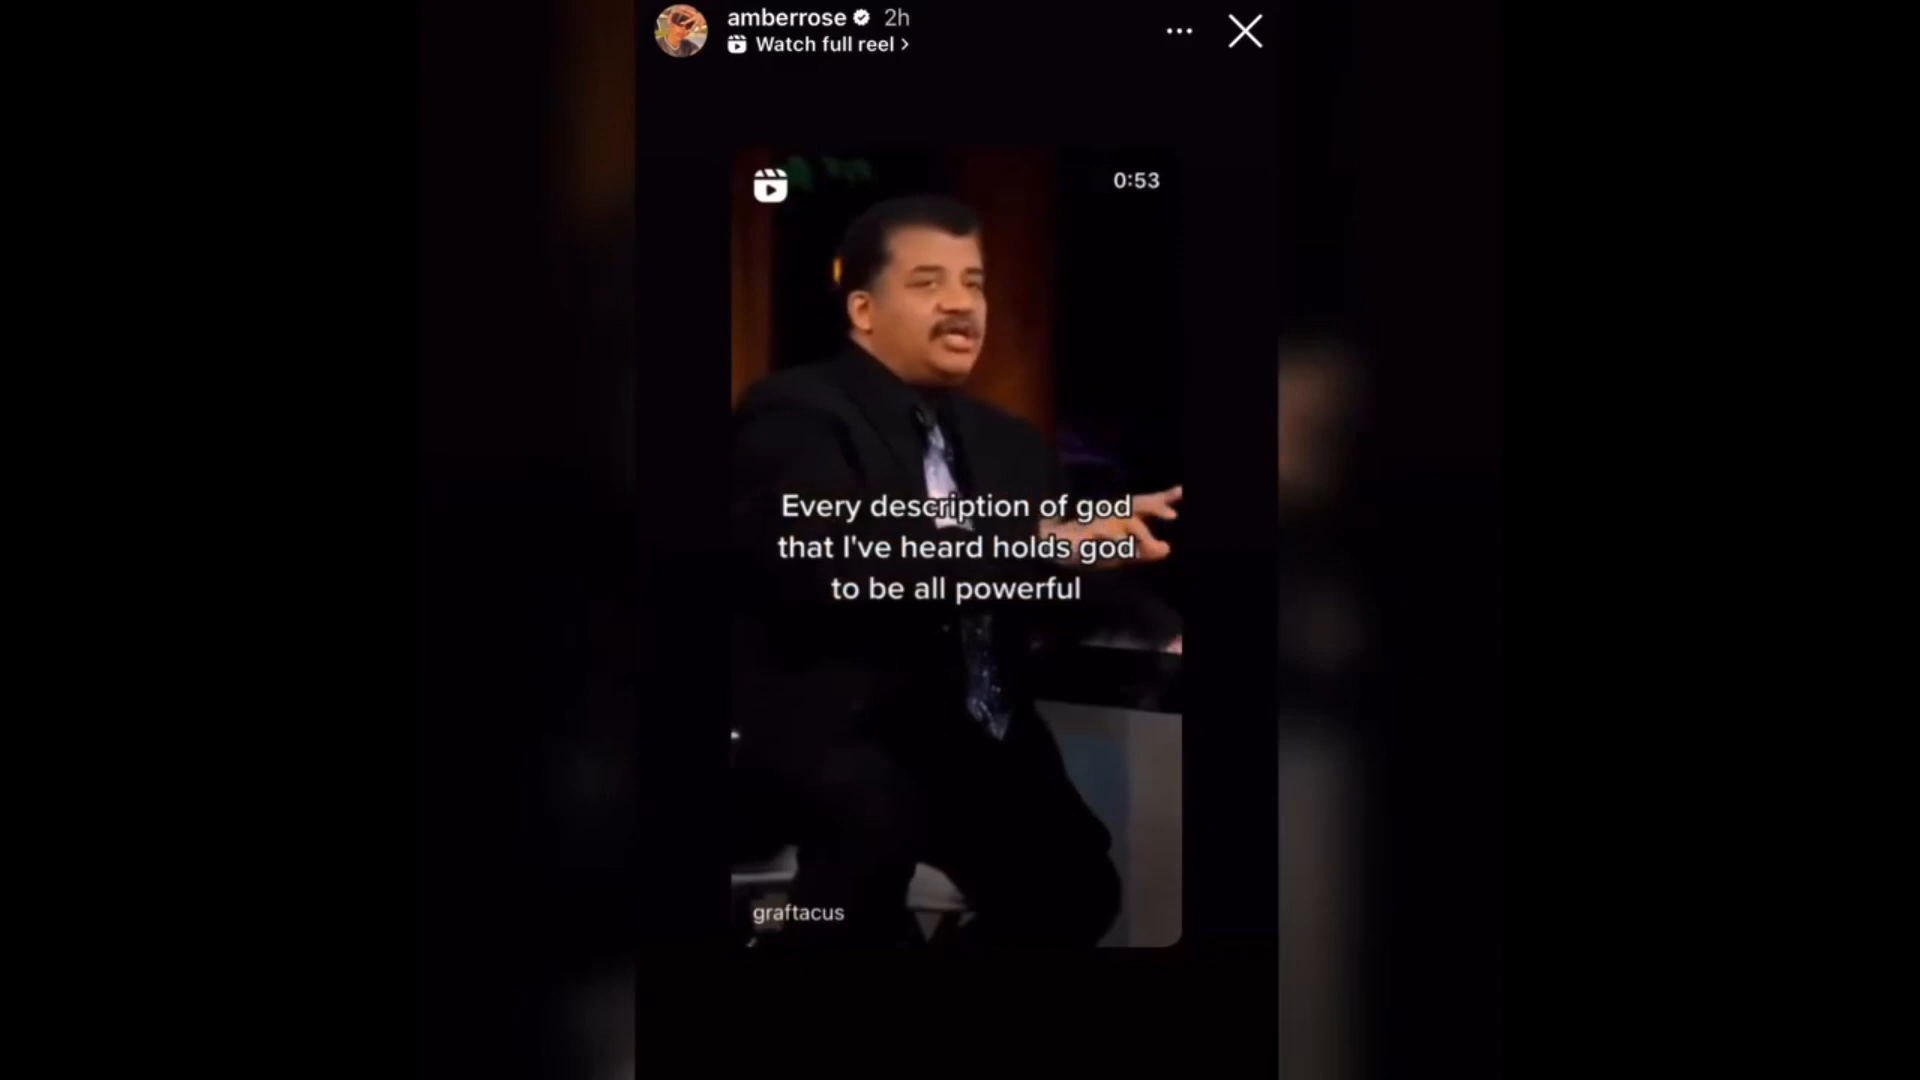 amberrose 2h
Watch full reel >
0:53
Every description of god
that I've heard holds god
to be all powerful
graftacus